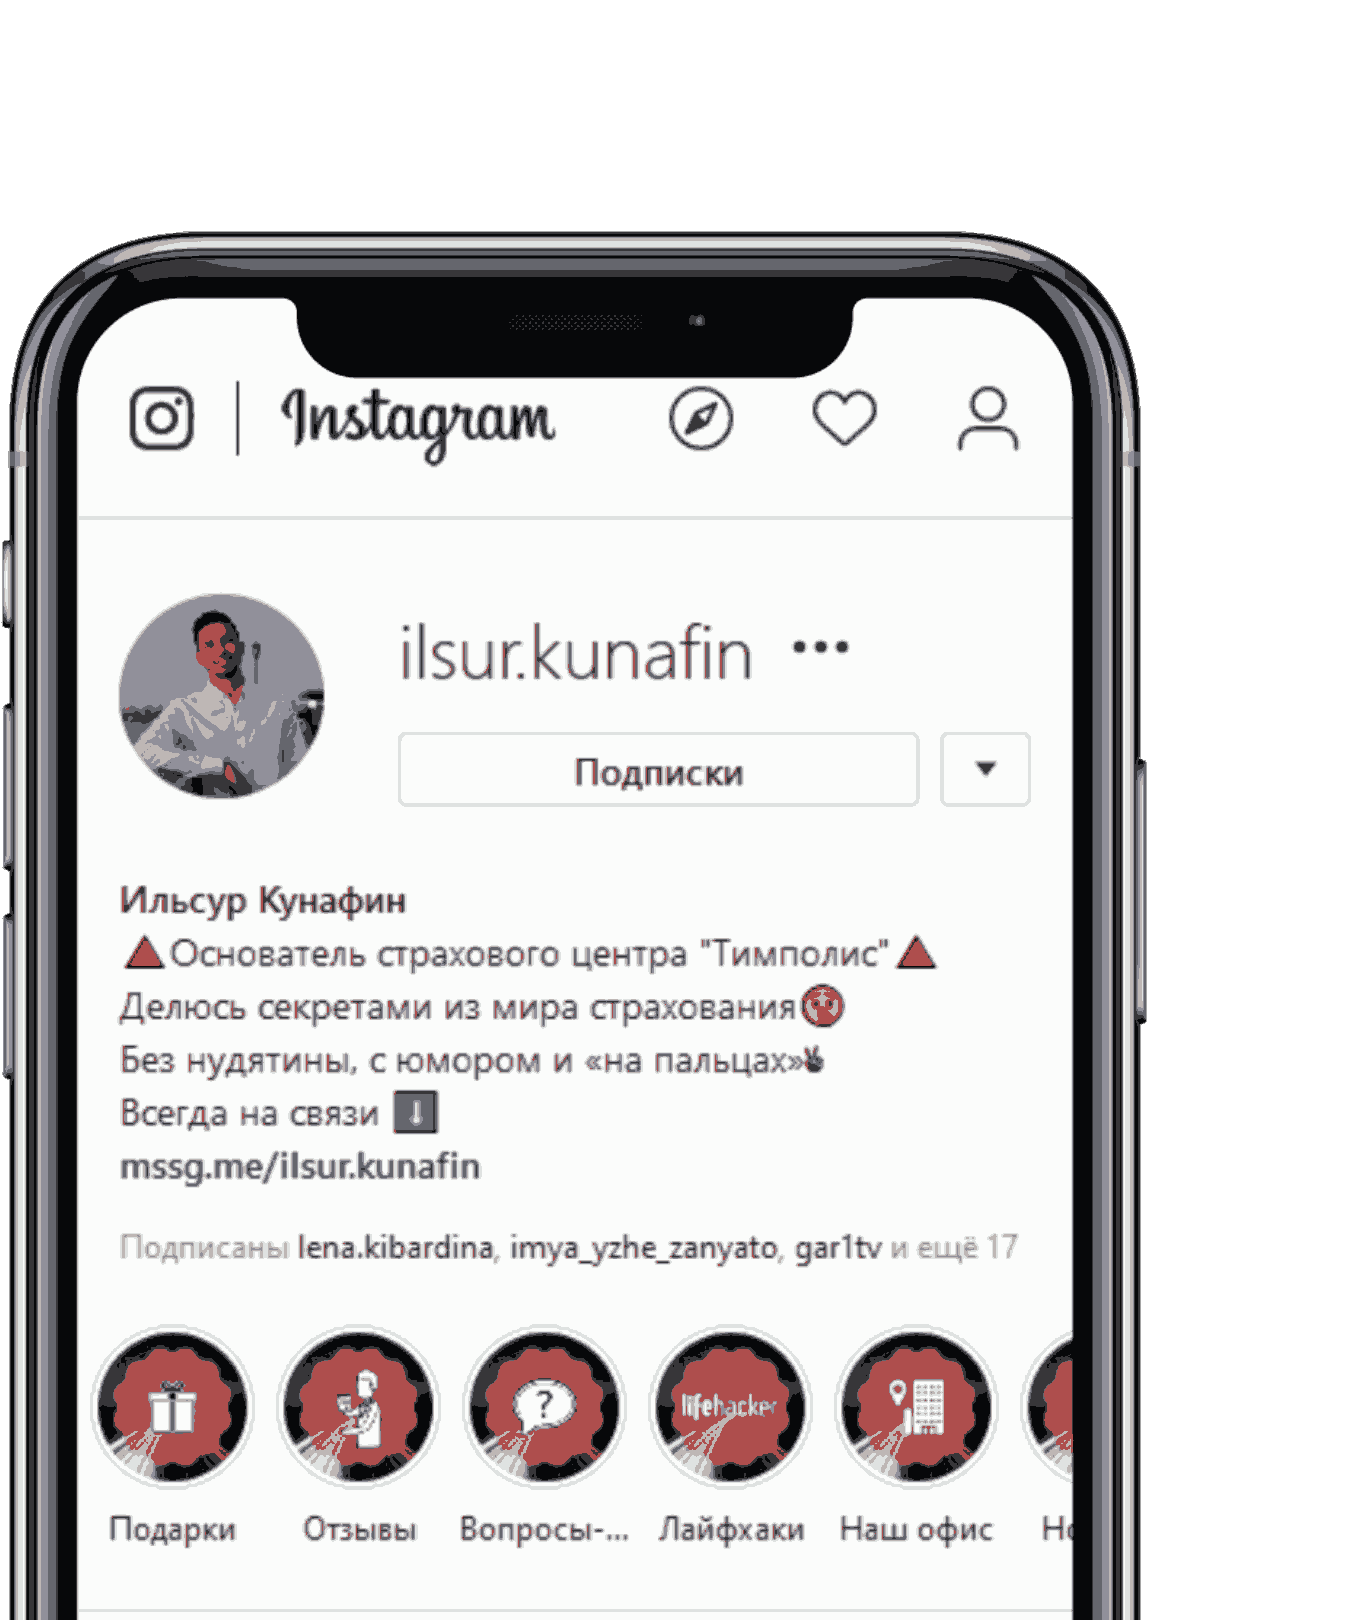 Instagram
ilsur.kunafin •••
Подписки
Ильсур Кунафин
🔺Основатель страхового центра "Тимполис"🔺
Делюсь секретами из мира страхования
Без нудятины, с юмором и «на пальцах»✌
Всегда на связи ⬇
mssg.me/ilsur.kunafin
Подписаны lena.kibardina, imya_yzhe_zanyato, gar1tv и ещё 17
lifehacker
Подарки Отзывы Вопросы-... Лайфхаки Наш офис